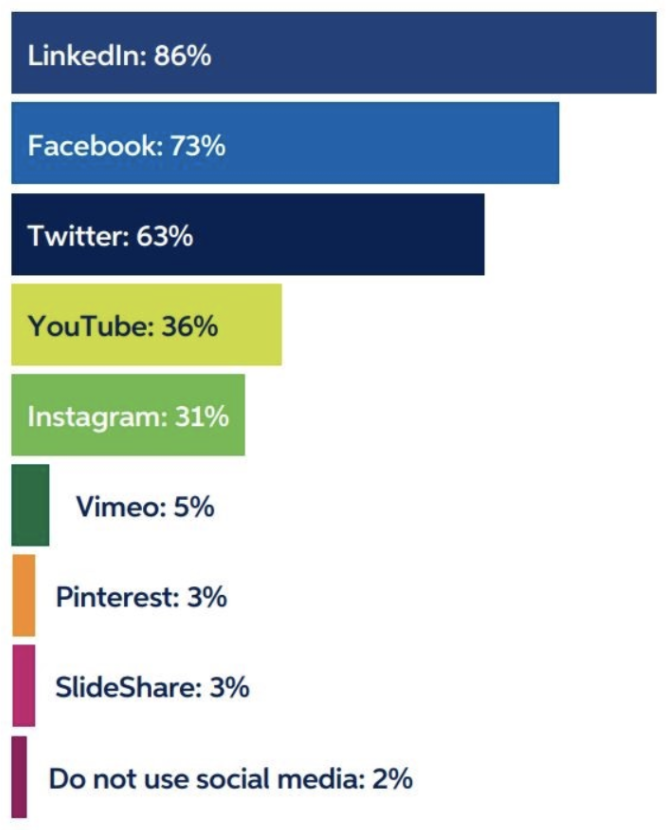 LinkedIn: 86%
Facebook: 73%
Twitter: 63%
YouTube: 36%
Instagram: 31%
Vimeo: 5%
Pinterest: 3%
SlideShare: 3%
Do not use social media: 2%